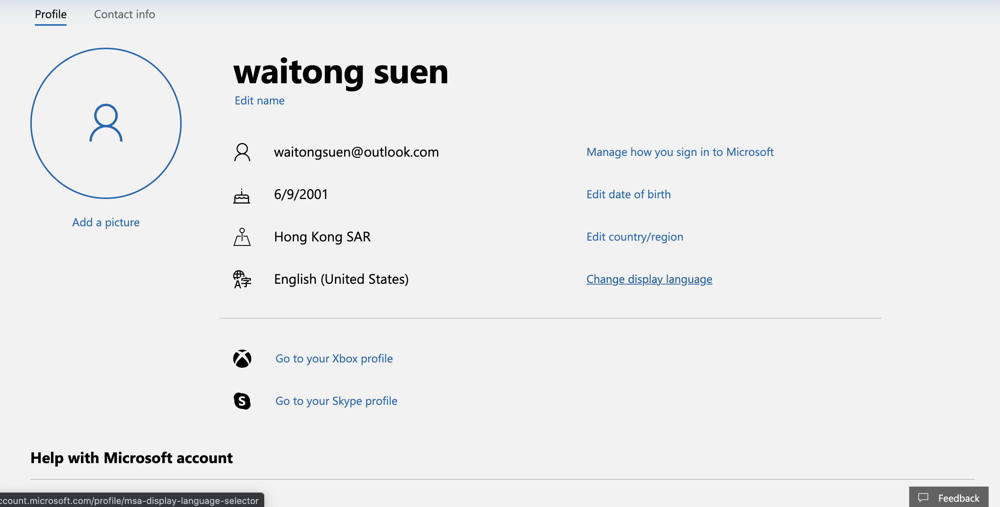 Profile
Contact info
waitong suen
Edit name
Add a picture
waitongsuen@outlook.com
Manage how you sign in to Microsoft
6/9/2001
Edit date of birth
Hong Kong SAR
Edit country/region
A字
English (United States)
Change display language
Go to your Xbox profile
S
Go to your Skype profile
Help with Microsoft account
ccount.microsoft.com/profile/msa-display-language-selector
Feedback